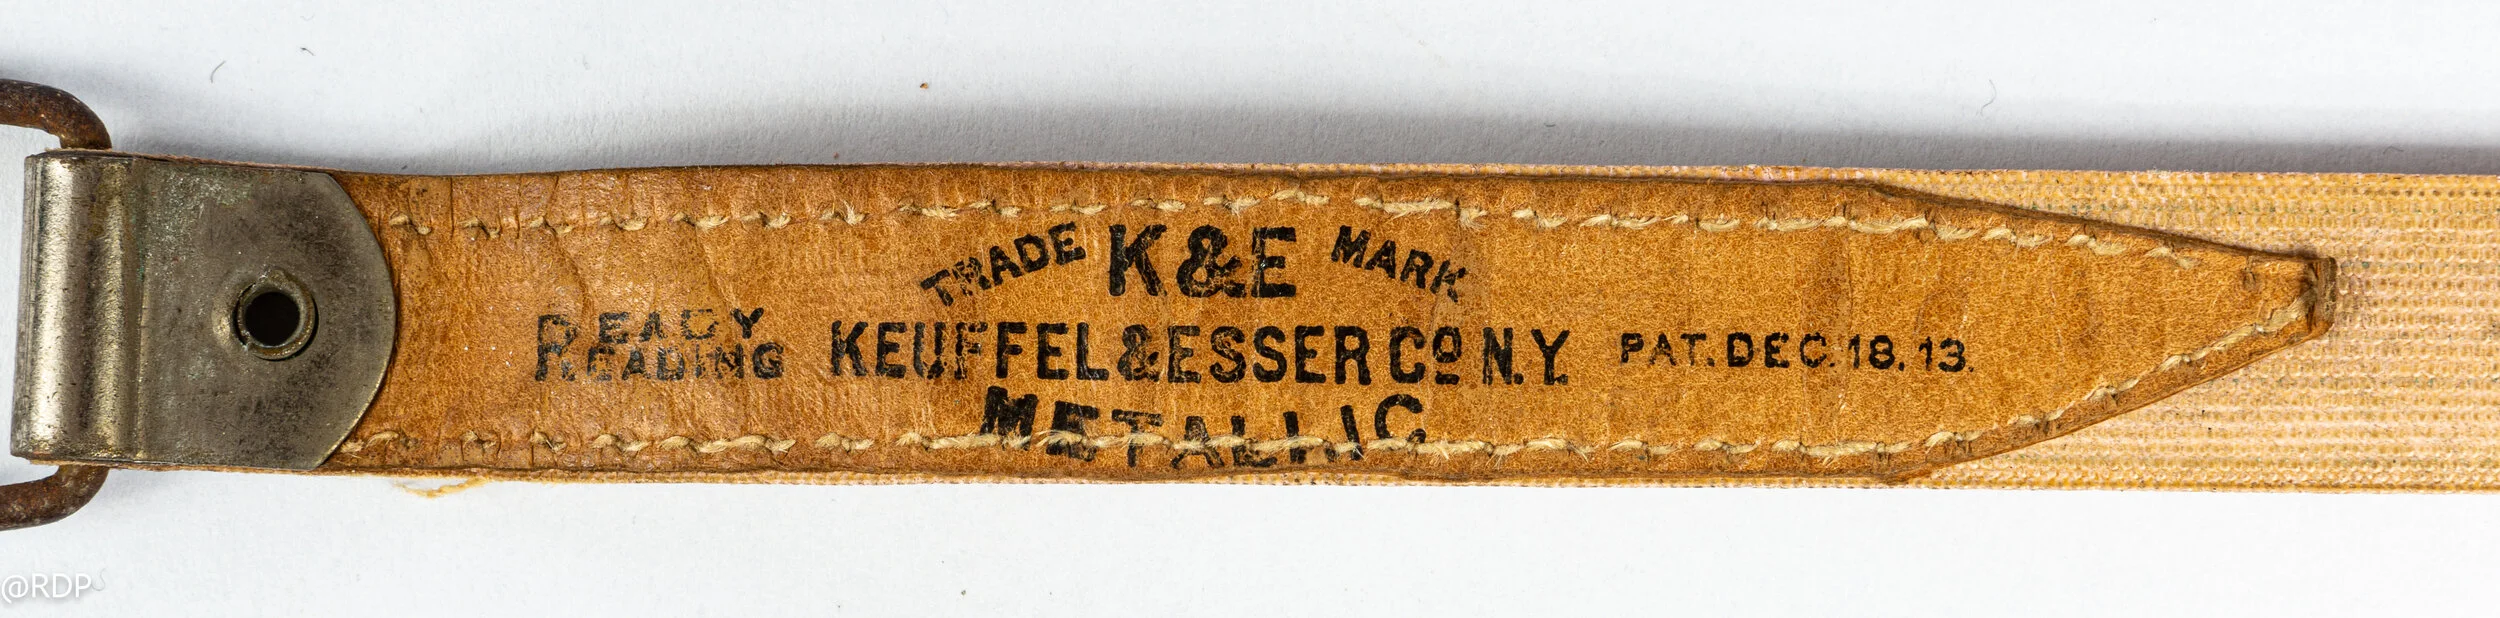 TRADE K&E MARK
READY
READING
KEUFFEL & ESSER Co. N.Y.
PAT. DEC. 18, 13.
METALLIC
@RDP